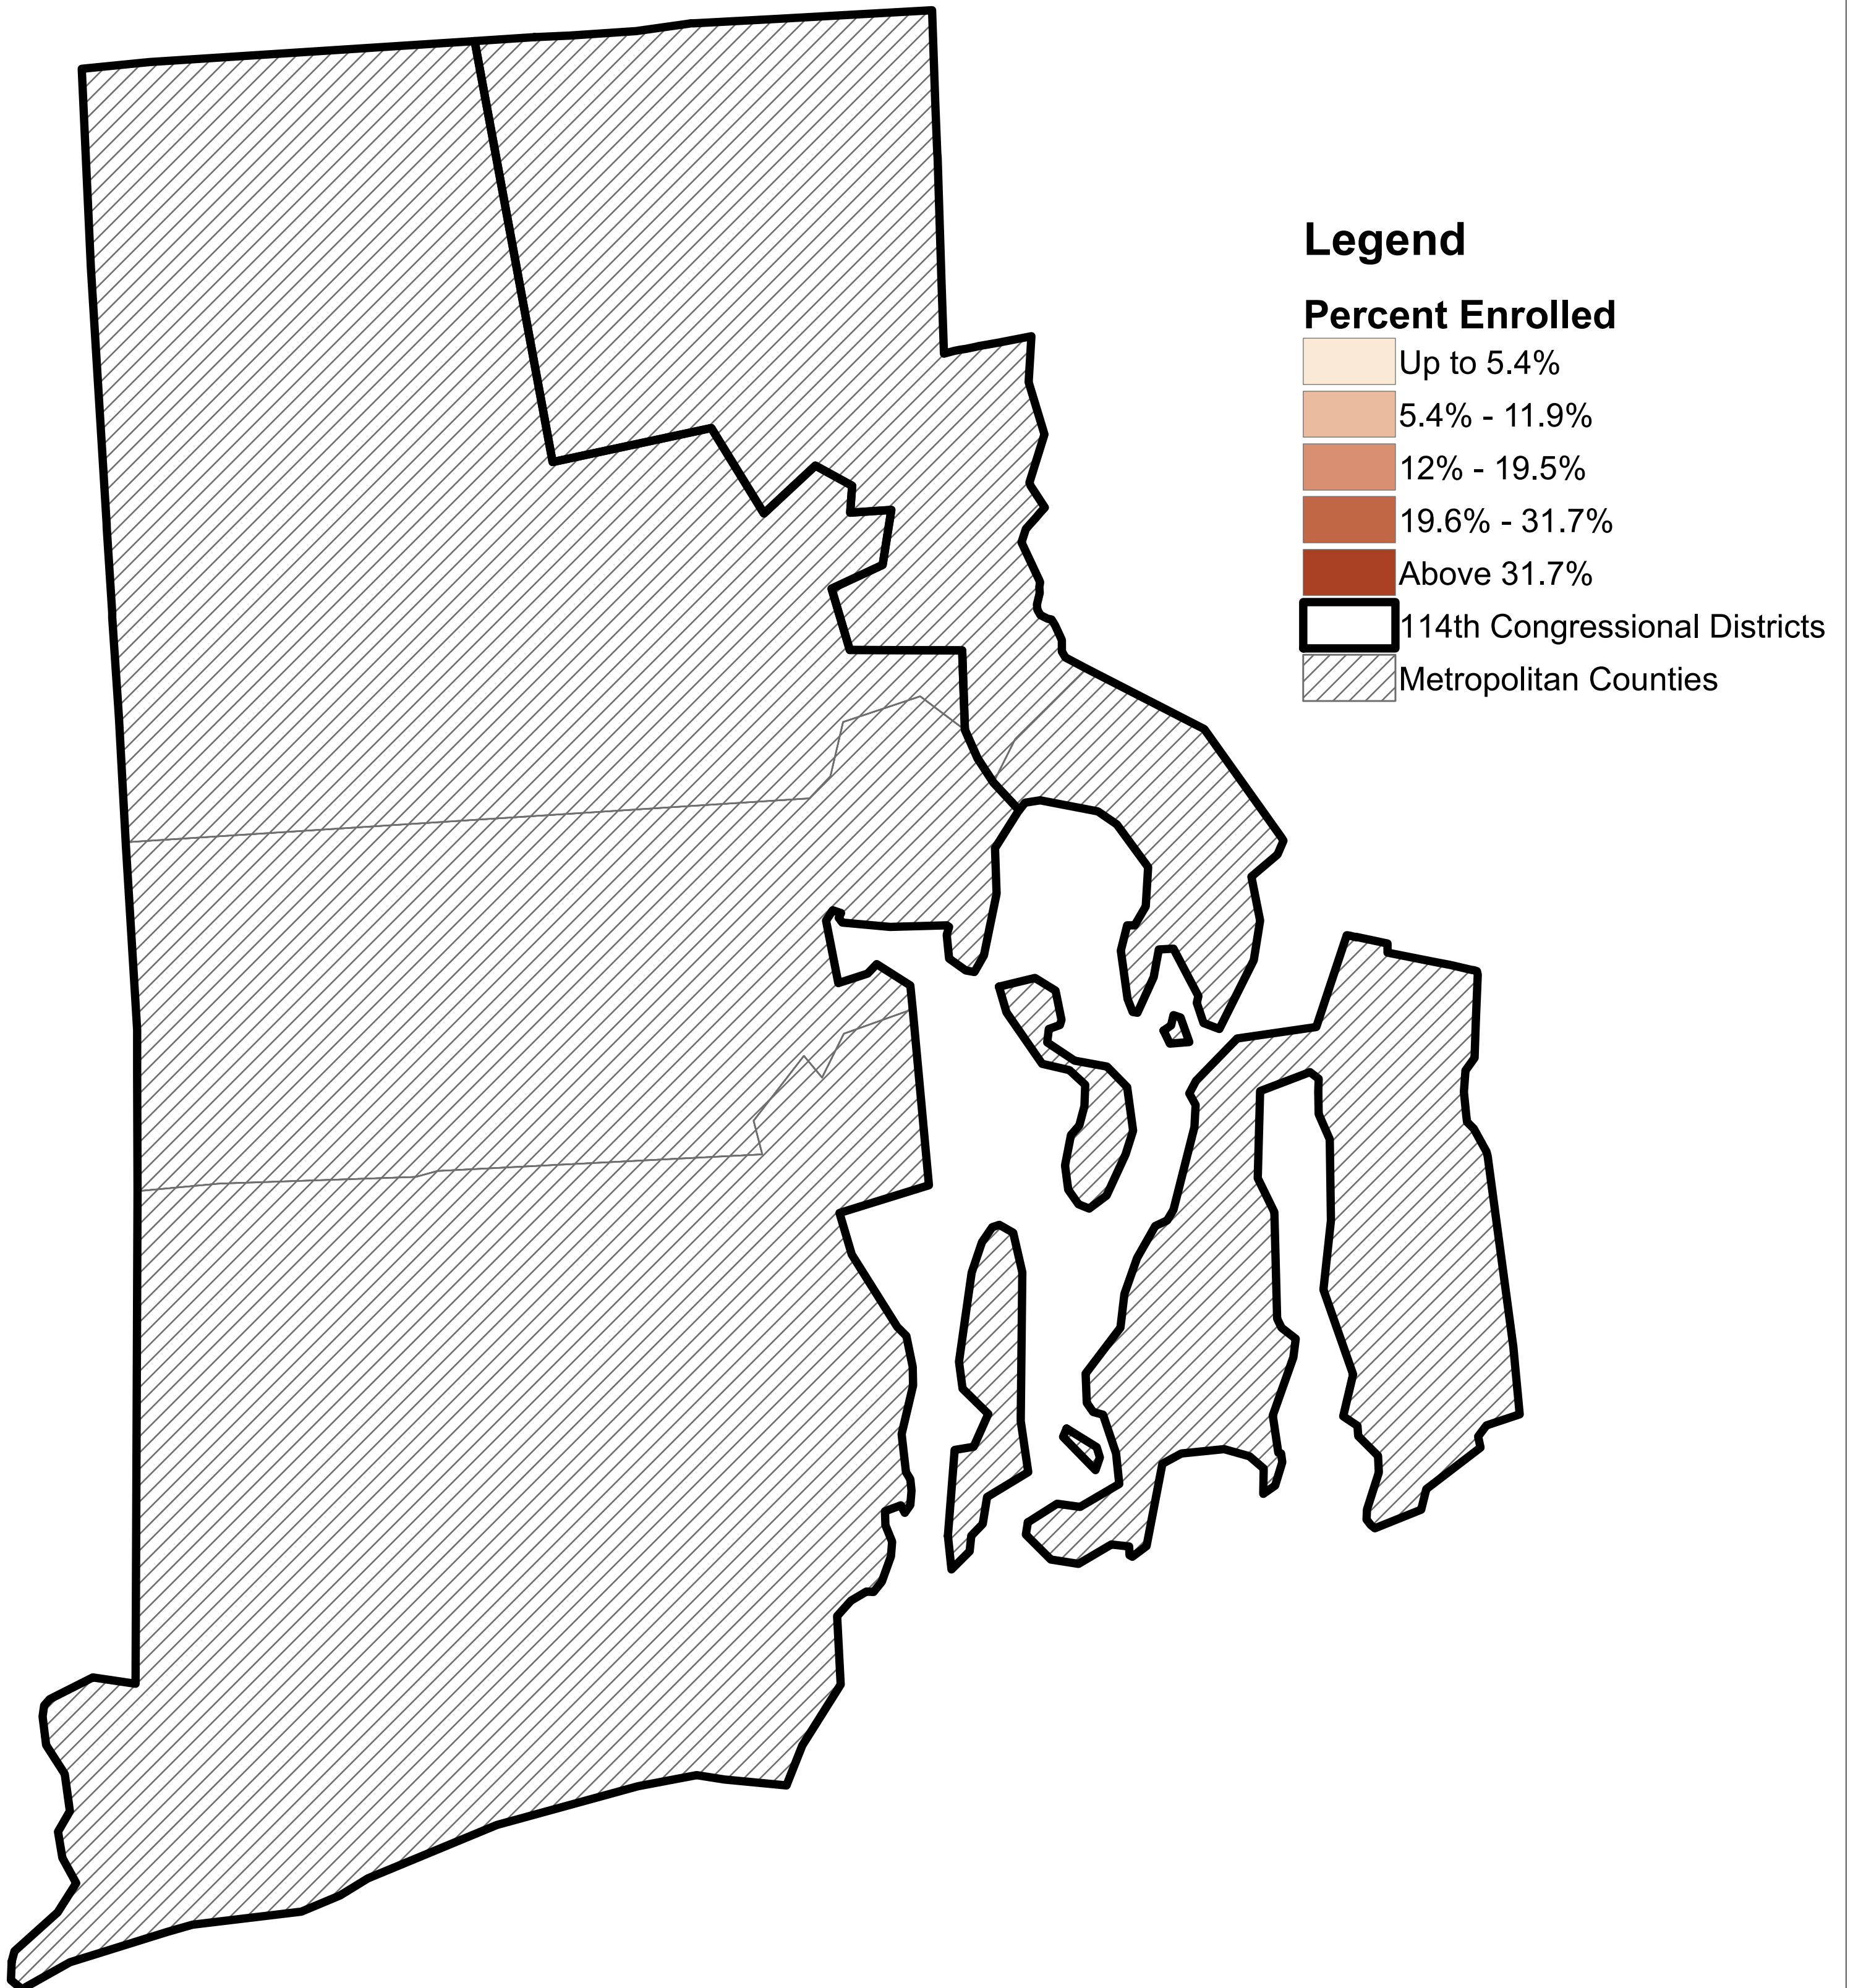 Legend
Percent Enrolled
Up to 5.4%
5.4% - 11.9%
12% - 19.5%
19.6% - 31.7%
Above 31.7%
114th Congressional Districts
Metropolitan Counties